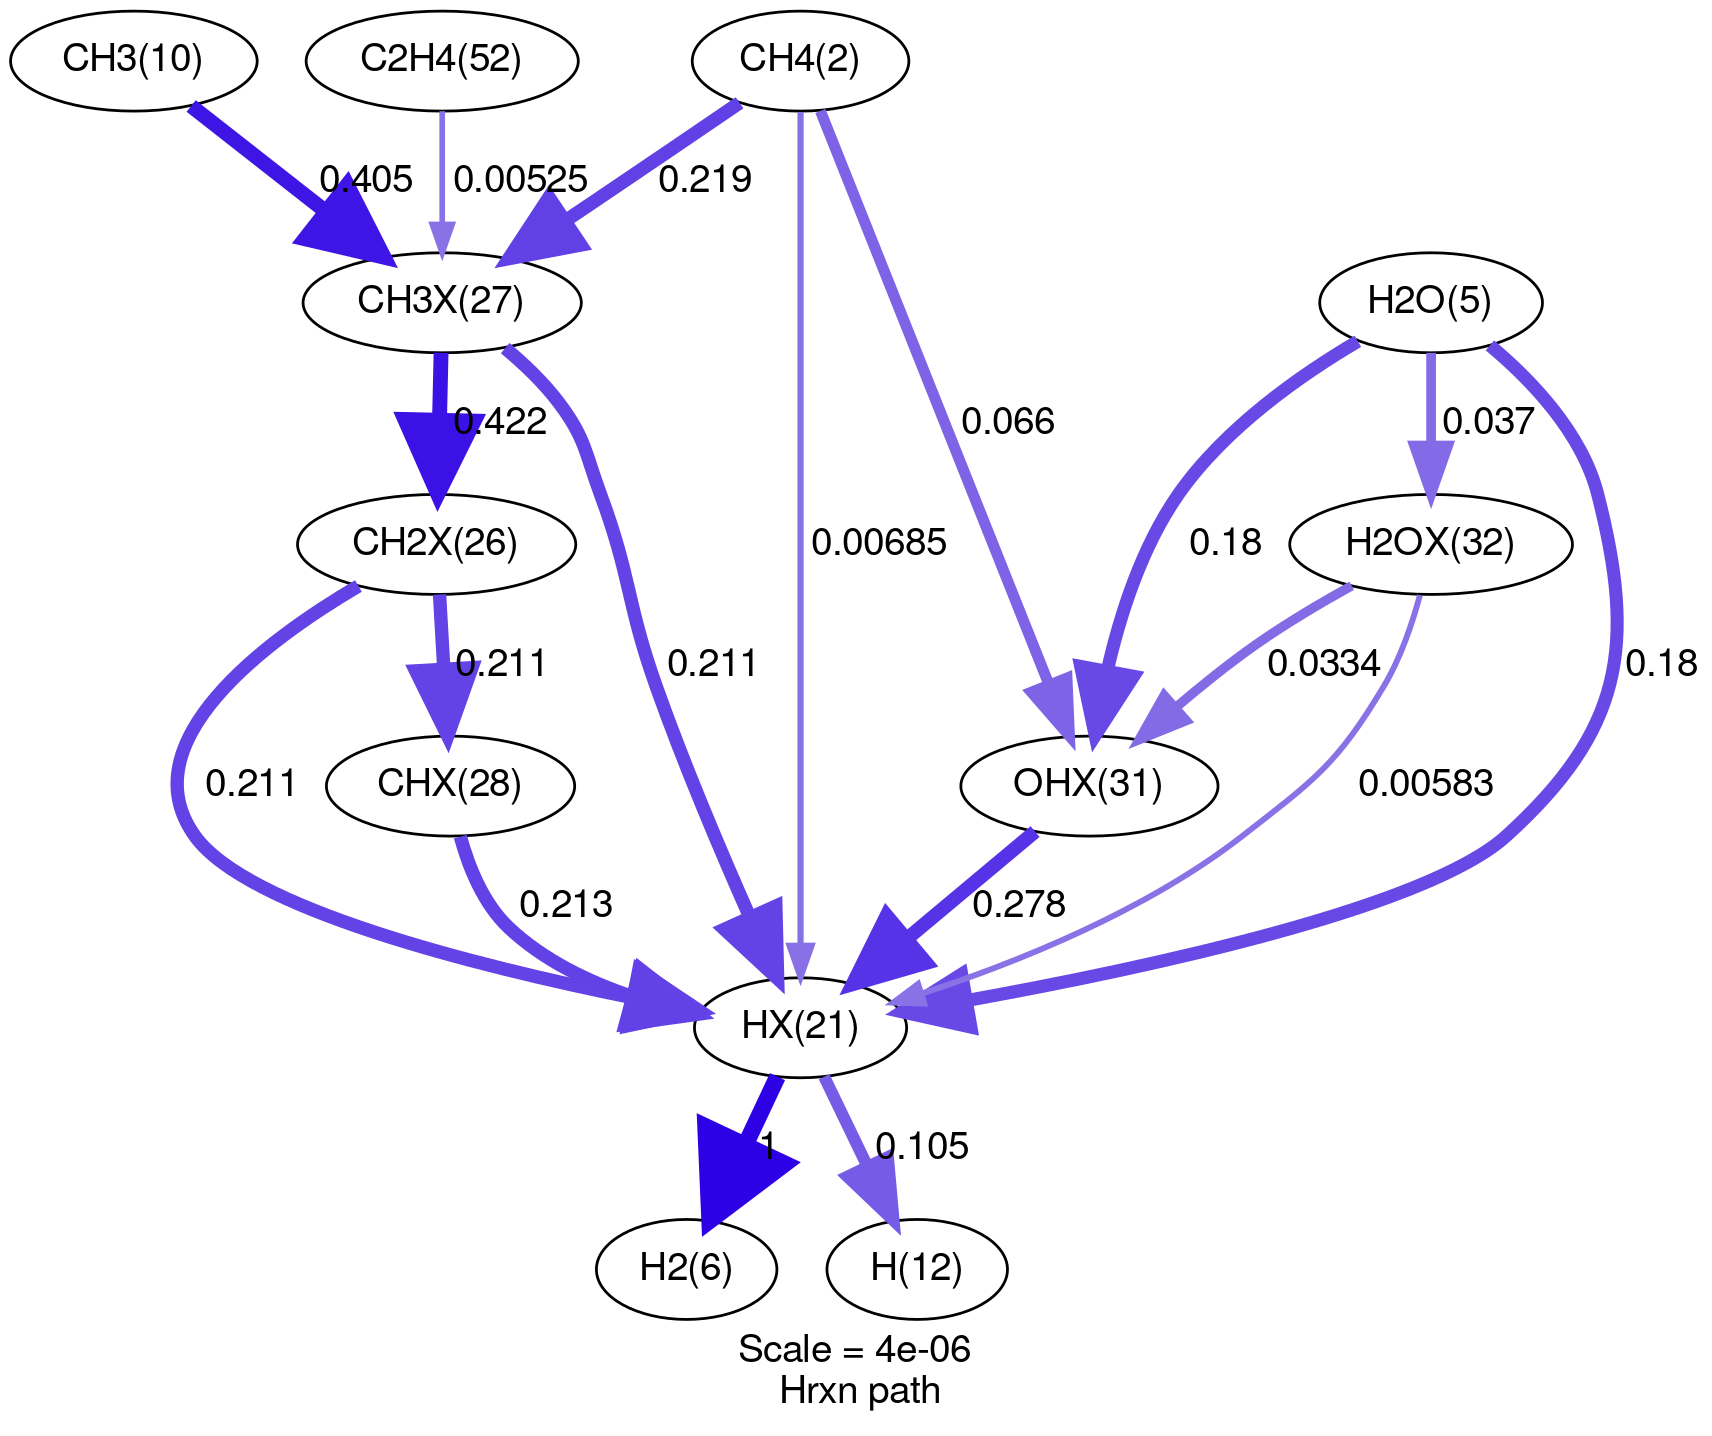 CH3(10)
C2H4(52)
CH4(2)
0.405
0.00525
0.219
CH3X(27)
H2O(5)
0.422
0.066
0.037
CH2X(26)
0.00685
0.18
H2OX(32)
0.211
0.211
0.0334
0.18
0.211
CHX(28)
OHX(31)
0.00583
0.213
0.278
HX(21)
1
0.105
H2(6)
H(12)
Scale = 4e-06
Hrxn path